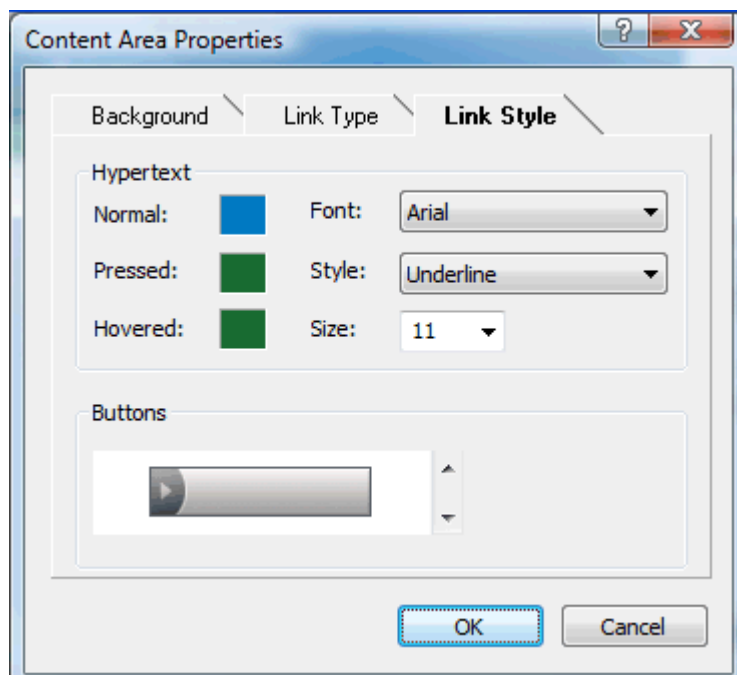 Content Area Properties
?
X
Background
Link Type
Link Style
Hypertext
Normal:
Font:
Arial
Pressed:
Style:
Underline
Hovered:
Size:
11
Buttons
OK
Cancel